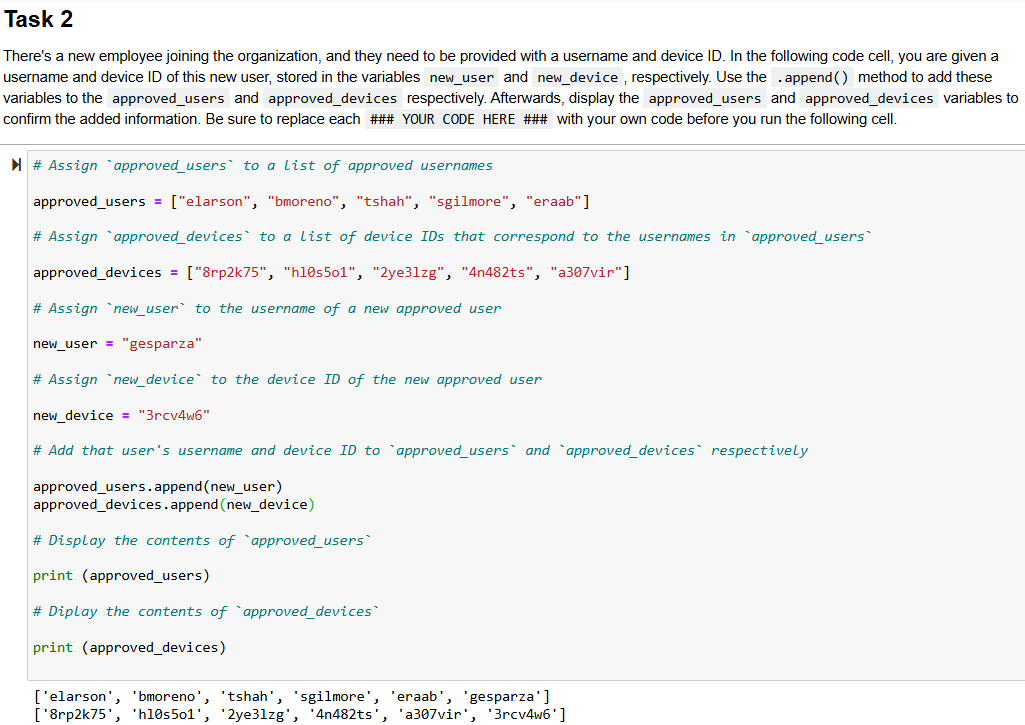 Task 2
There's a new employee joining the organization, and they need to be provided with a username and device ID. In the following code cell, you are given a
username and device ID of this new user, stored in the variables new_user and new_device , respectively. Use the .append() method to add these
variables to the approved_users and approved_devices respectively. Afterwards, display the approved_users and approved_devices variables to
confirm the added information. Be sure to replace each ### YOUR CODE HERE ### with your own code before you run the following cell.
# Assign `approved_users` to a list of approved usernames
approved_users = ["elarson", "bmoreno", "tshah", "sgilmore", "eraab"]
# Assign `approved_devices` to a list of device IDs that correspond to the usernames in `approved_users`
approved_devices = ["8rp2k75", "hl0s5o1", "2ye3lzg", "4n482ts", "a307vir"]
# Assign `new_user` to the username of a new approved user
new_user = "gesparza"
# Assign `new_device` to the device ID of the new approved user
new_device = "3rcv4w6"
# Add that user's username and device ID to `approved_users` and `approved_devices` respectively
approved_users.append(new_user)
approved_devices.append(new_device)
# Display the contents of `approved_users`
print (approved_users)
# Diplay the contents of `approved_devices`
print (approved_devices)
['elarson', 'bmoreno', 'tshah', 'sgilmore', 'eraab', 'gesparza']
['8rp2k75', 'hl0s5o1', '2ye3lzg', '4n482ts', 'a307vir', '3rcv4w6']